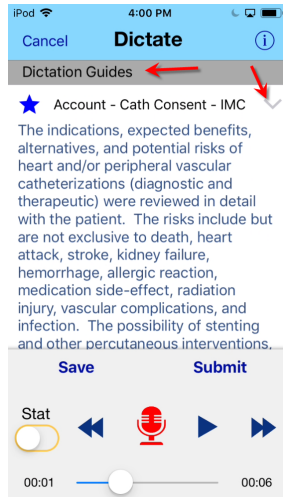 iPod 4:00 PM
Cancel Dictate i
Dictation Guides
Account - Cath Consent - IMC
The indications, expected benefits,
alternatives, and potential risks of
heart and/or peripheral vascular
catheterizations (diagnostic and
therapeutic) were reviewed in detail
with the patient.  The risks include but
are not exclusive to death, heart
attack, stroke, kidney failure,
hemorrhage, allergic reaction,
medication side-effect, radiation
injury, vascular complications, and
infection.  The possibility of stenting
and other percutaneous interventions,
Save Submit
Stat
00:01 00:06